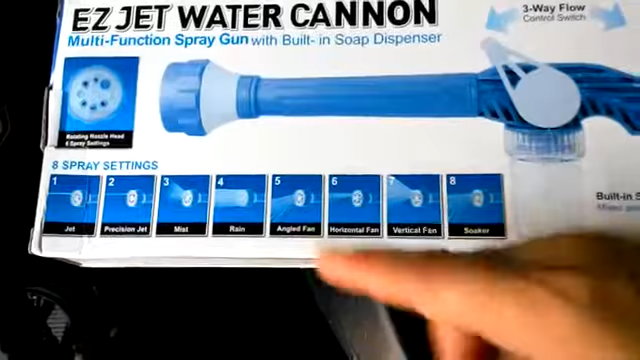 EZ JET WATER CANNON
Multi-Function Spray Gun with Built- in Soap Dispenser
3-Way Flow
Control Switch
Rotating Nozzle Head
8 Spray Settings
8 SPRAY SETTINGS
1 2 3 4 5 6 7 8
Jet Precision Jet Mist Rain Angled Fan Horizontal Fan Vertical Fan Soaker
Built-in S